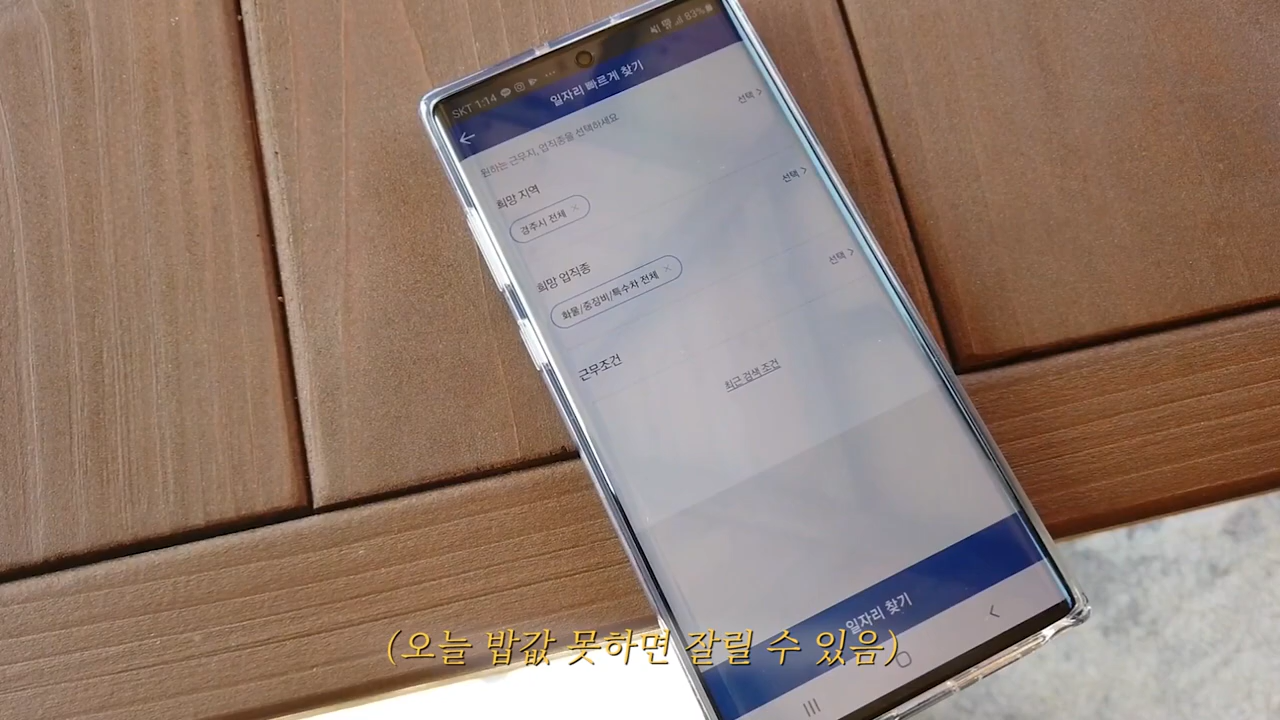 SKT 1:14 83%
일자리 빠르게 찾기
원하는 근무지, 업직종을 선택하세요
희망 지역 선택 >
경주시 전체 ×
희망 업직종 선택 >
화물/중장비/특수차 전체 ×
근무조건 선택 >
최근 검색 조건
일자리 찾기
(오늘 밥값 못하면 잘릴 수 있음)